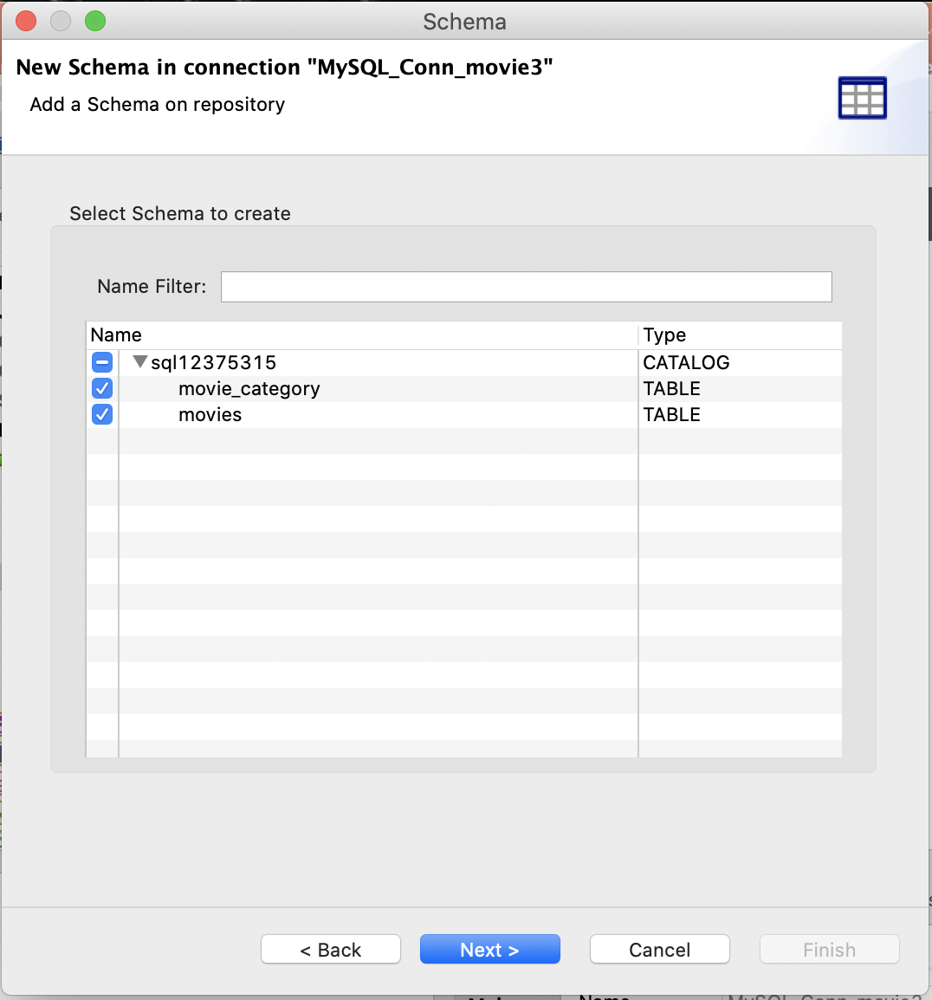 Schema
New Schema in connection "MySQL_Conn_movie3"
Add a Schema on repository
Select Schema to create
Name Filter:
Name Type
sql12375315 CATALOG
movie_category TABLE
movies TABLE
< Back Next > Cancel Finish